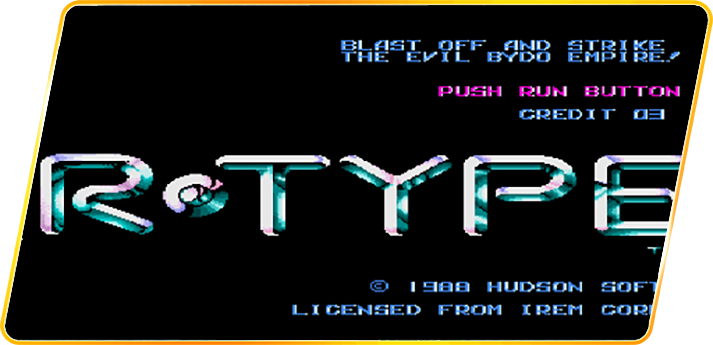 BLAST OFF AND STRIKE
THE EVIL BYDO EMPIRE!
PUSH RUN BUTTON
CREDIT 03
R-TYPE
© 1988 HUDSON SOFT
LICENSED FROM IREM COR